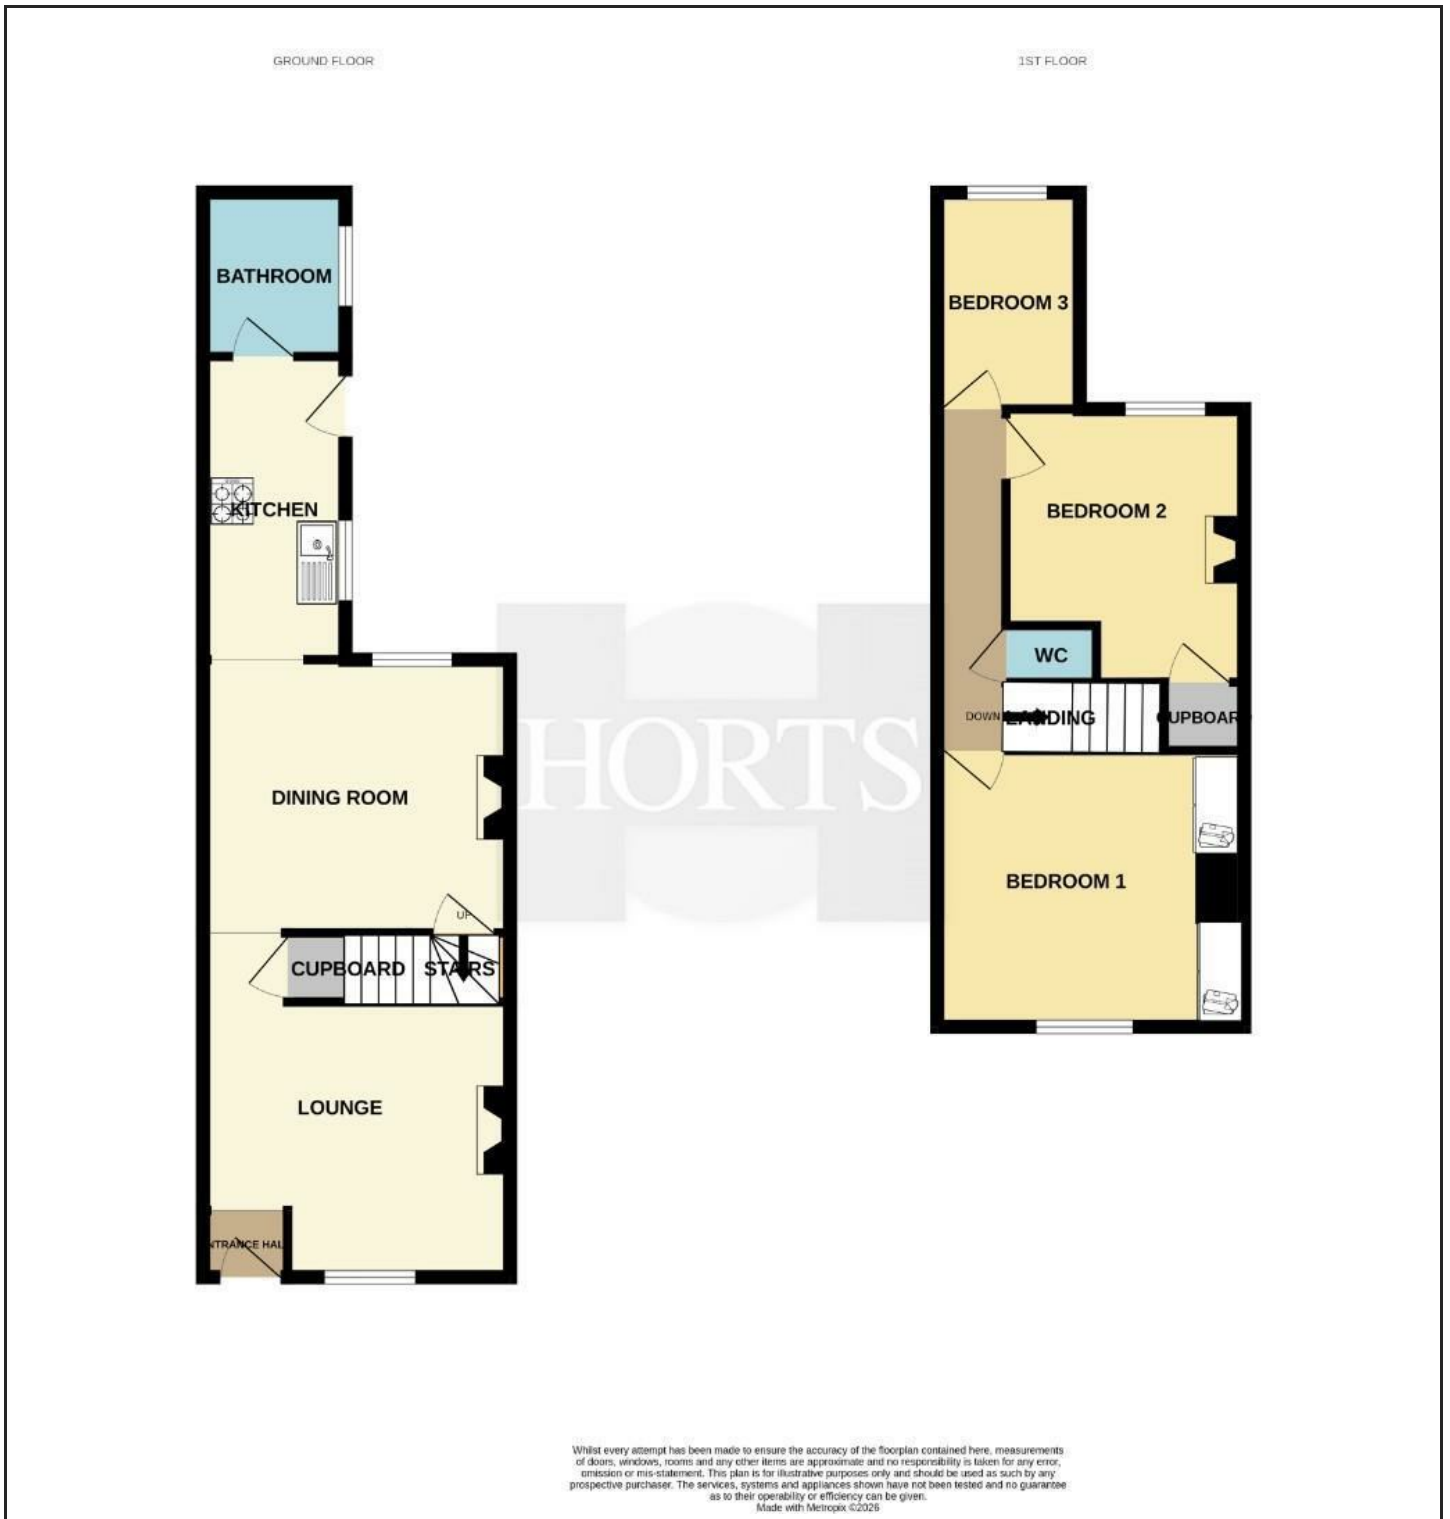 GROUND FLOOR
1ST FLOOR
BATHROOM
KITCHEN
DINING ROOM
UP
CUPBOARD
STAIRS
LOUNGE
NTRANCE HAL
BEDROOM 3
BEDROOM 2
WC
DOWN
LANDING
CUPBOAR
BEDROOM 1
HORTS
Whilst every attempt has been made to ensure the accuracy of the floorplan contained here, measurements
of doors, windows, rooms and any other items are approximate and no responsibility is taken for any error,
omission or mis-statement. This plan is for illustrative purposes only and should be used as such by any
prospective purchaser. The services, systems and appliances shown have not been tested and no guarantee
as to their operability or efficiency can be given.
Made with Metropix ©2026